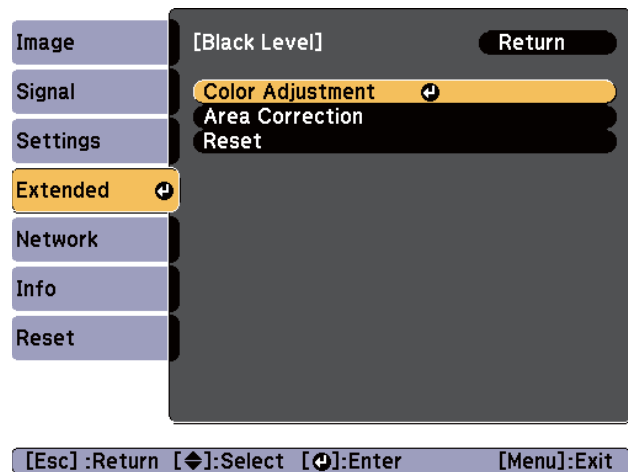 Image
Signal
Settings
Extended
Network
Info
Reset
[Black Level]
Return
Color Adjustment
Area Correction
Reset
[Esc] :Return [◆]:Select [⏎]:Enter [Menu]:Exit